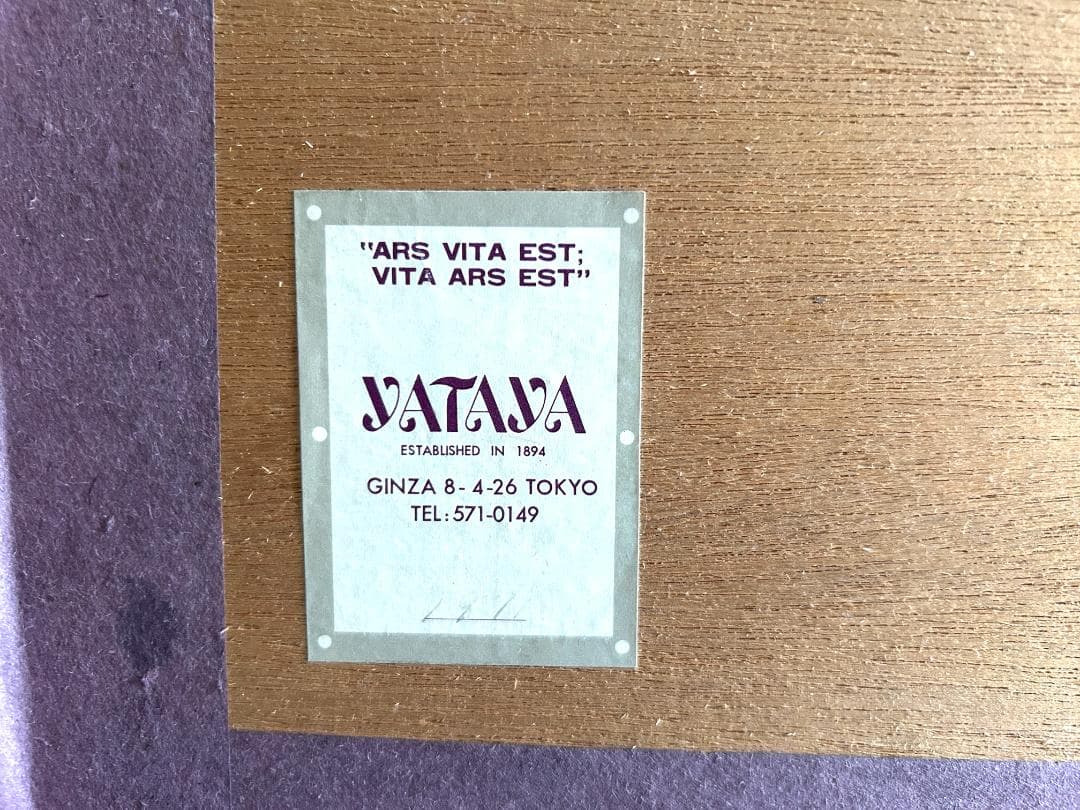 "ARS VITA EST;
VITA ARS EST"
YATAYA
ESTABLISHED IN 1894
GINZA 8-4-26 TOKYO
TEL:571-0149